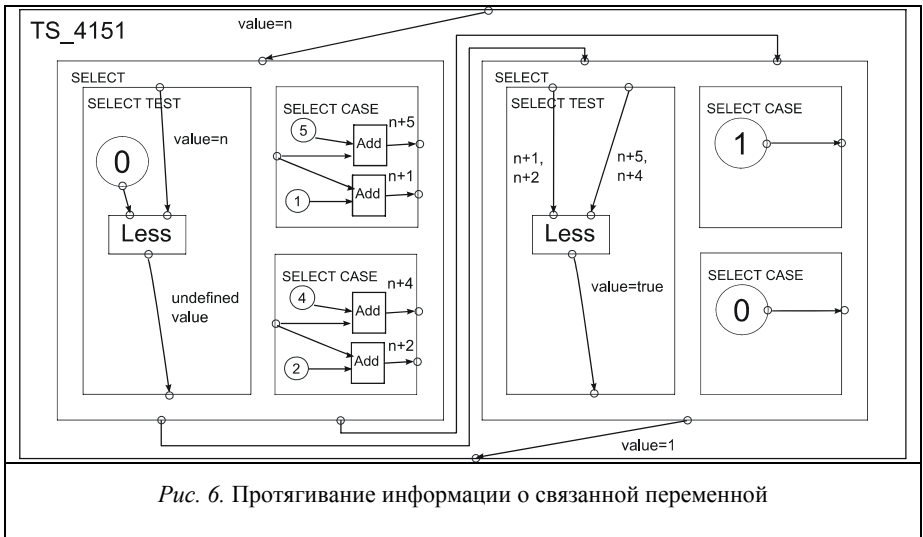 value=n
TS_4151
SELECT
SELECT TEST
0
value=n
Less
undefined
value
SELECT CASE
5
Add
n+5
1
Add
n+1
SELECT CASE
4
Add
n+4
2
Add
n+2
SELECT
SELECT TEST
n+1,
n+2
n+5,
n+4
Less
value=true
SELECT CASE
1
SELECT CASE
0
value=1
Рис. 6. Протягивание информации о связанной переменной